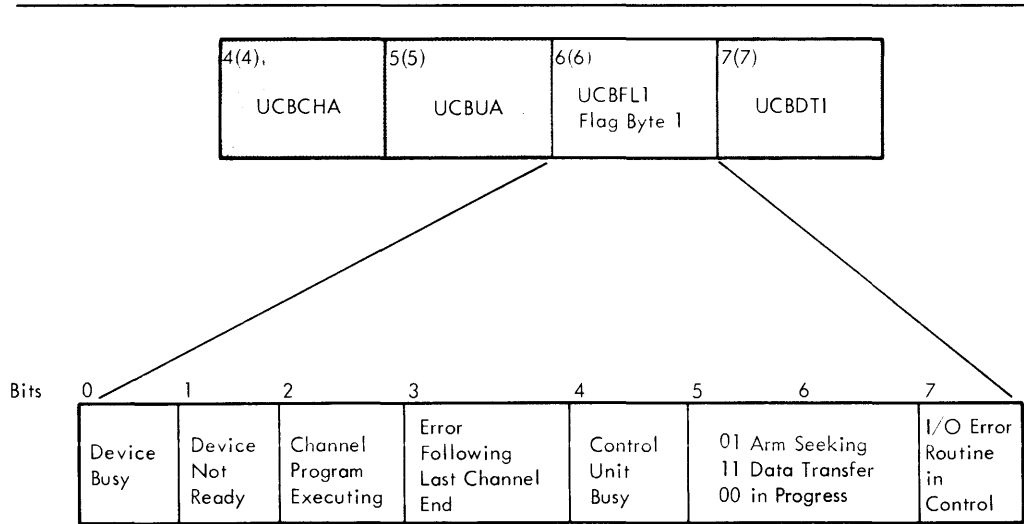 4(4)
5(5)
6(6)
7(7)
UCBCHA
UCBUA
UCBFL1
Flag Byte 1
UCBDTI
Bits 0 1 2 3 4 5 6 7
Device
Busy
Device
Not
Ready
Channel
Program
Executing
Error
Following
Last Channel
End
Control
Unit
Busy
01 Arm Seeking
11 Data Transfer
00 in Progress
I/O Error
Routine
in
Control